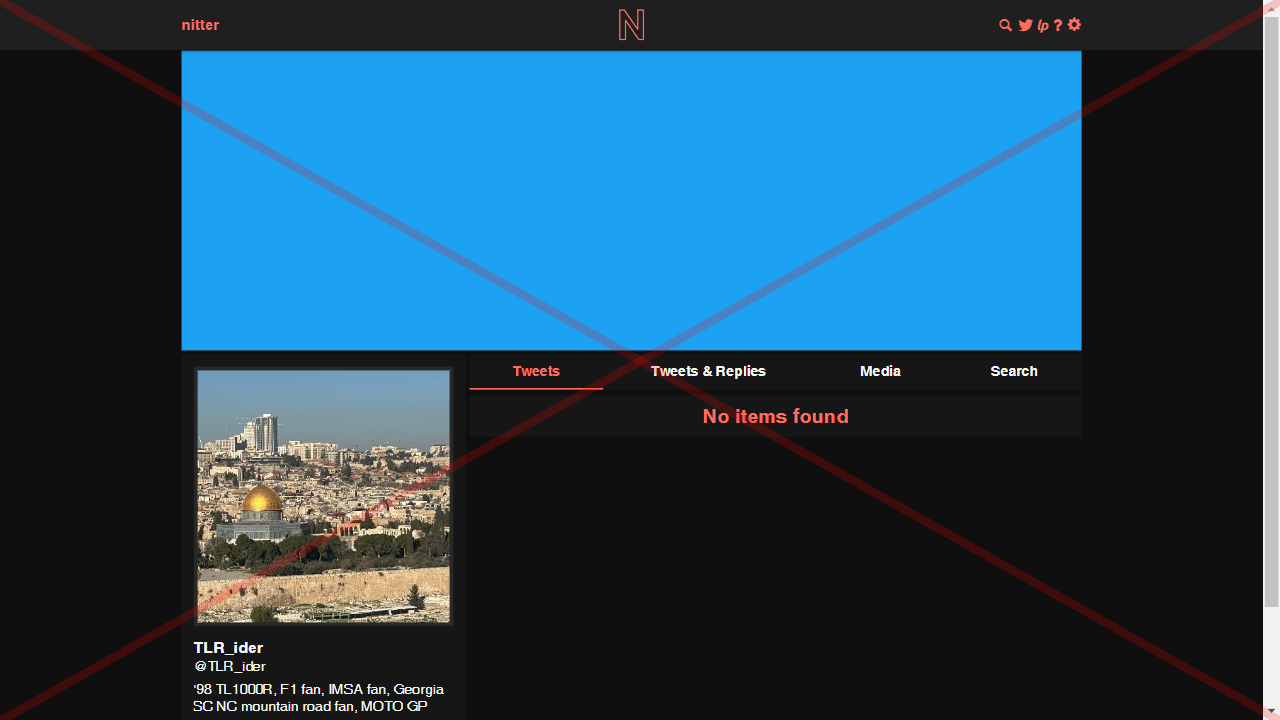 nitter
N
lp ?
Tweets
Tweets & Replies
Media
Search
No items found
TLR_ider
@TLR_ider
'98 TL1000R, F1 fan, IMSA fan, Georgia
SC NC mountain road fan, MOTO GP